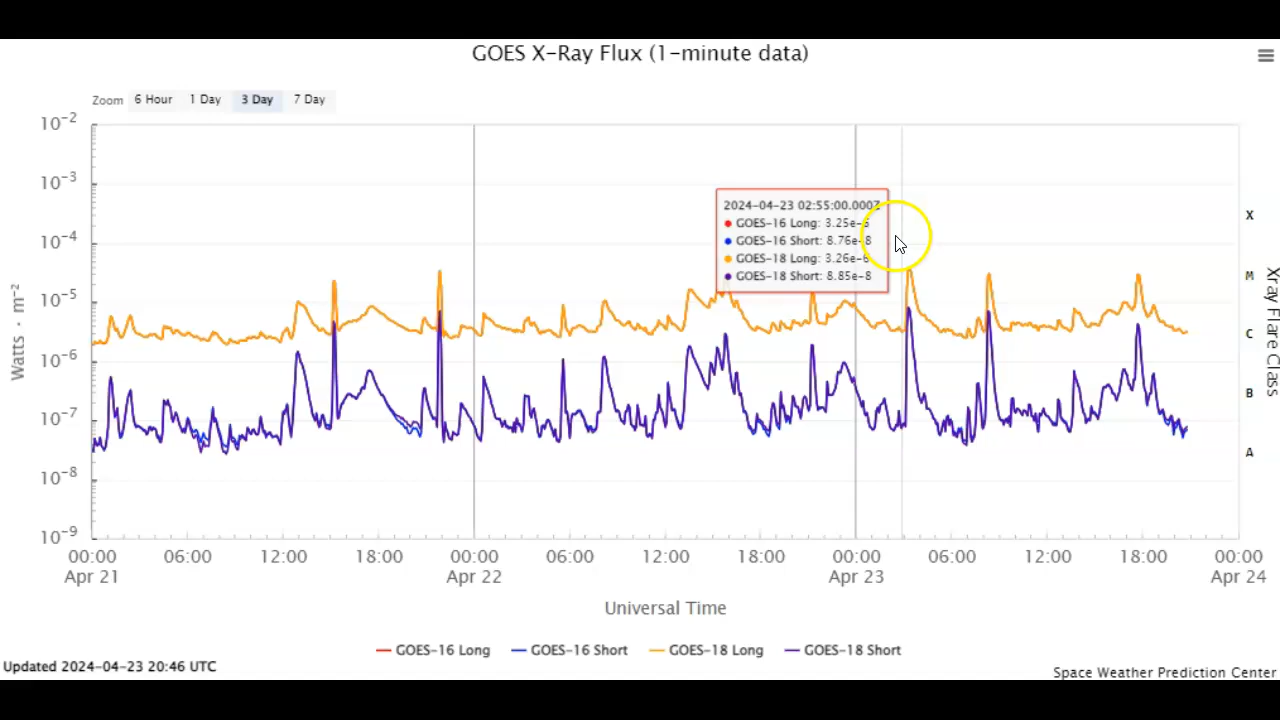 GOES X-Ray Flux (1-minute data)
Zoom 6 Hour 1 Day 3 Day 7 Day
10⁻²
10⁻³
10⁻⁴
10⁻⁵
10⁻⁶
10⁻⁷
10⁻⁸
10⁻⁹
Watts · m⁻²
2024-04-23 02:55:00.000Z
GOES-16 Long: 3.25e-6
GOES-16 Short: 8.76e-8
GOES-18 Long: 3.26e-6
GOES-18 Short: 8.85e-8
X
M
C
B
A
Xray Flare Class
00:00 06:00 12:00 18:00 00:00 06:00 12:00 18:00 00:00 06:00 12:00 18:00 00:00
Apr 21 Apr 22 Apr 23 Apr 24
Universal Time
GOES-16 Long GOES-16 Short GOES-18 Long GOES-18 Short
Updated 2024-04-23 20:46 UTC
Space Weather Prediction Center